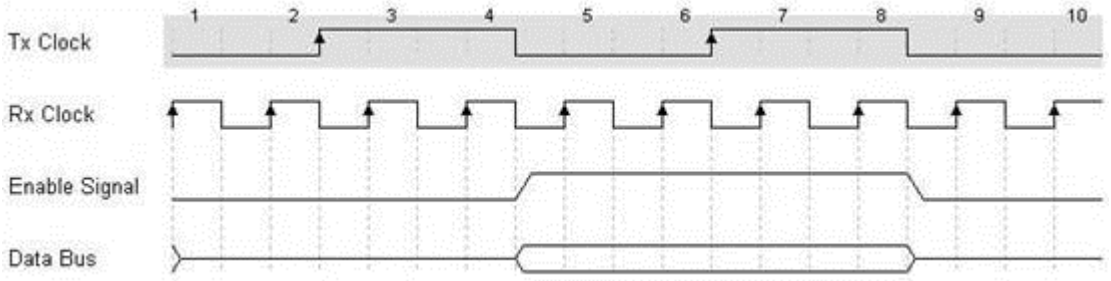 1 2 3 4 5 6 7 8 9 10
Tx Clock
Rx Clock
Enable Signal
Data Bus